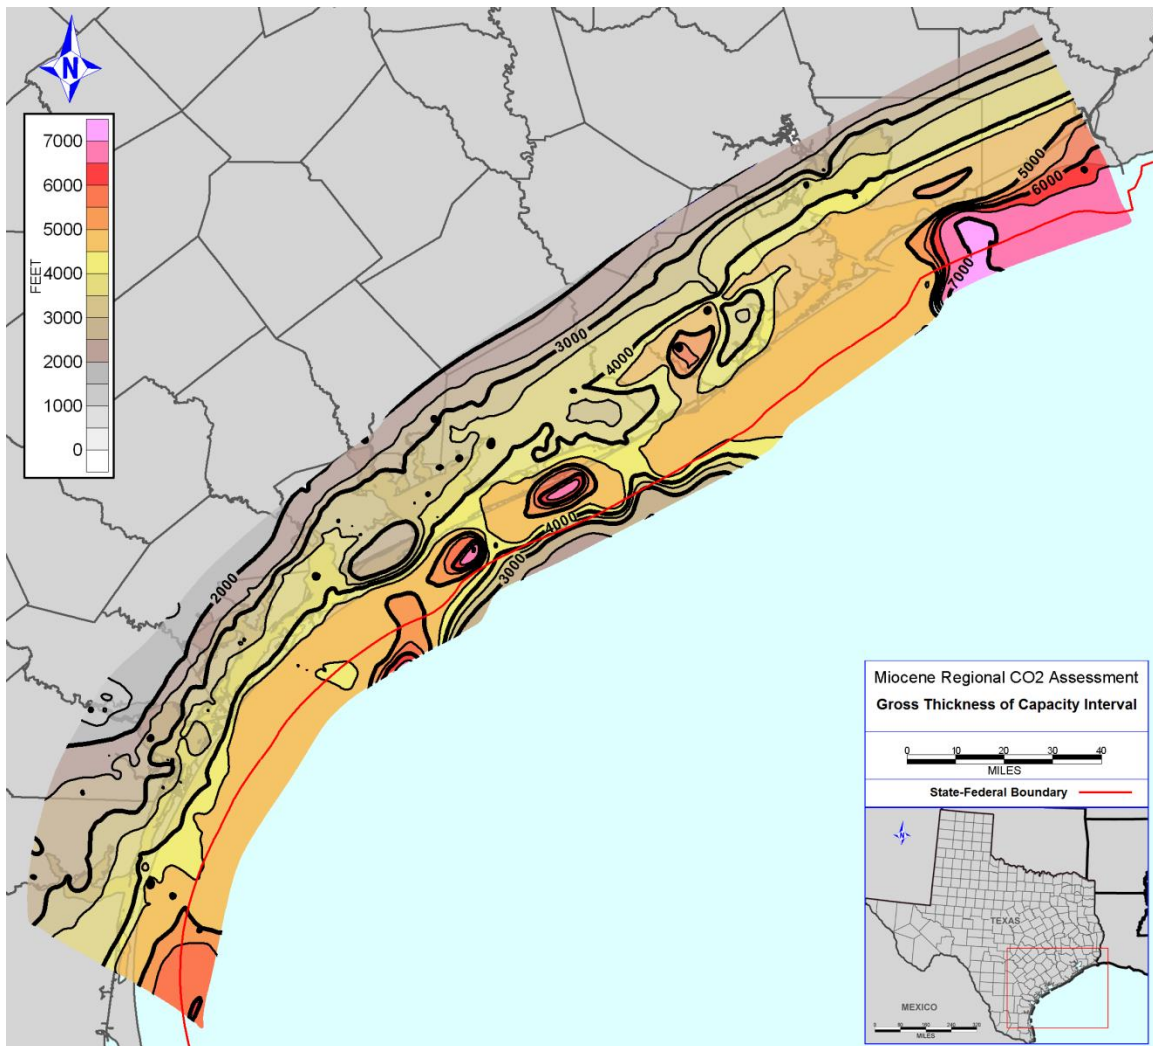 N
7000
6000
5000
4000
3000
2000
1000
0
FEET
5000
6000
7000
3000
4000
4000
3000
2000
Miocene Regional CO2 Assessment
Gross Thickness of Capacity Interval
0 10 20 30 40
MILES
State-Federal Boundary
N
TEXAS
MEXICO
MILES